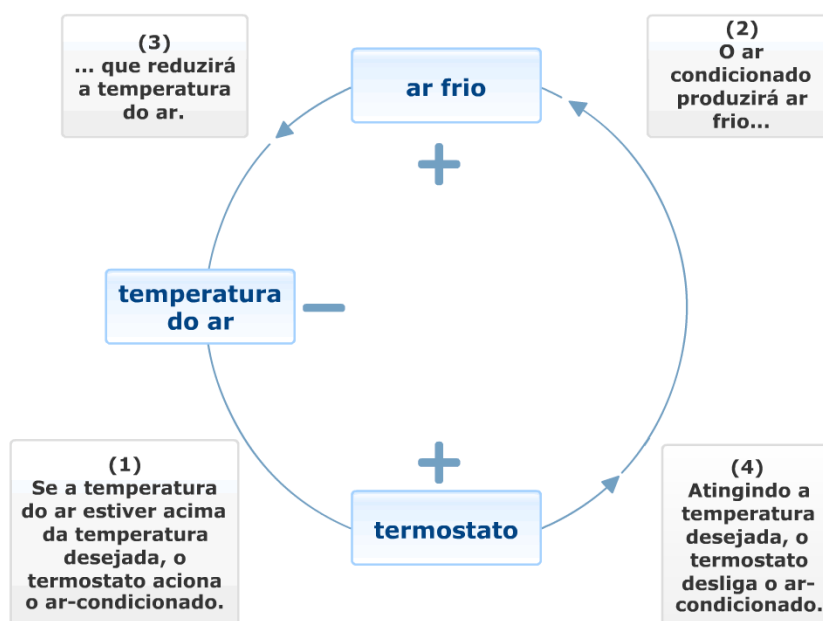 (3)
... que reduzirá
a temperatura
do ar.
ar frio
(2)
O ar
condicionado
produzirá ar
frio...
+
temperatura
do ar
−
(1)
Se a temperatura
do ar estiver acima
da temperatura
desejada, o
termostato aciona
o ar-condicionado.
+
termostato
(4)
Atingindo a
temperatura
desejada, o
termostato
desliga o ar-
condicionado.